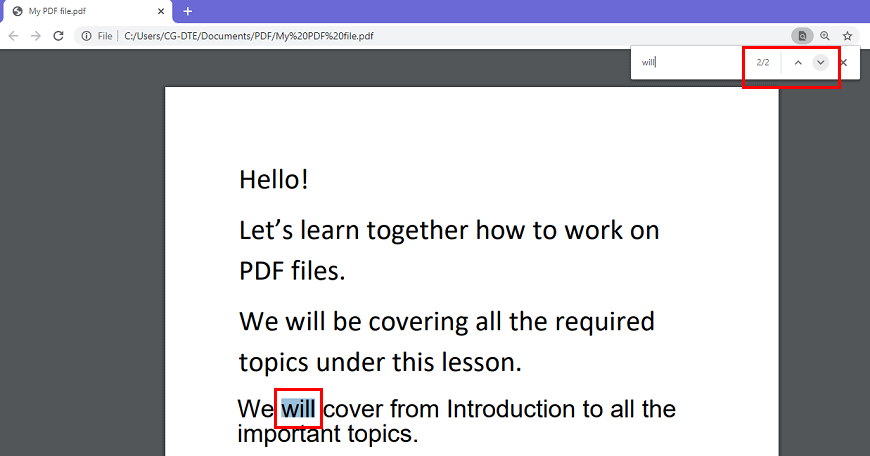 My PDF file.pdf
File | C:/Users/CG-DTE/Documents/PDF/My%20PDF%20file.pdf
will 2/2
Hello!
Let’s learn together how to work on
PDF files.
We will be covering all the required
topics under this lesson.
We will cover from Introduction to all the
important topics.